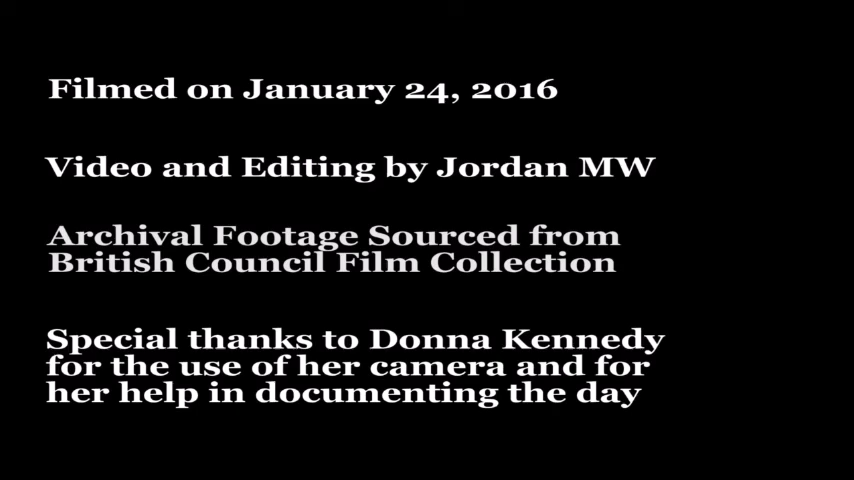 Filmed on January 24, 2016
Video and Editing by Jordan MW
Archival Footage Sourced from
British Council Film Collection
Special thanks to Donna Kennedy
for the use of her camera and for
her help in documenting the day